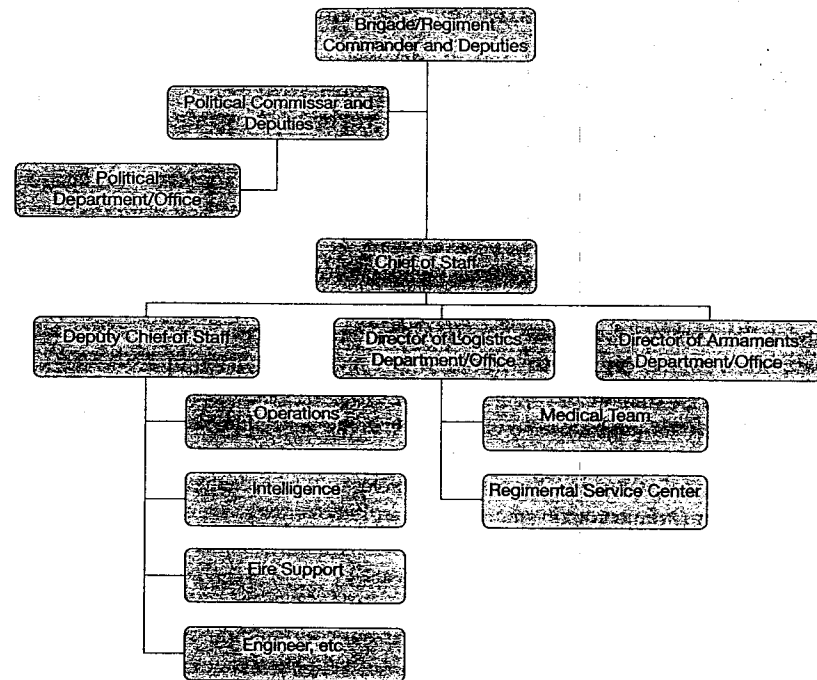 Brigade/Regiment
Commander and Deputies
Political Commissar and
Deputies
Political
Department/Office
Chief of Staff
Deputy Chief of Staff
Director of Logistics
Department/Office
Director of Armaments
Department/Office
Operations
Medical Team
Intelligence
Regimental Service Center
Fire Support
Engineer, etc.